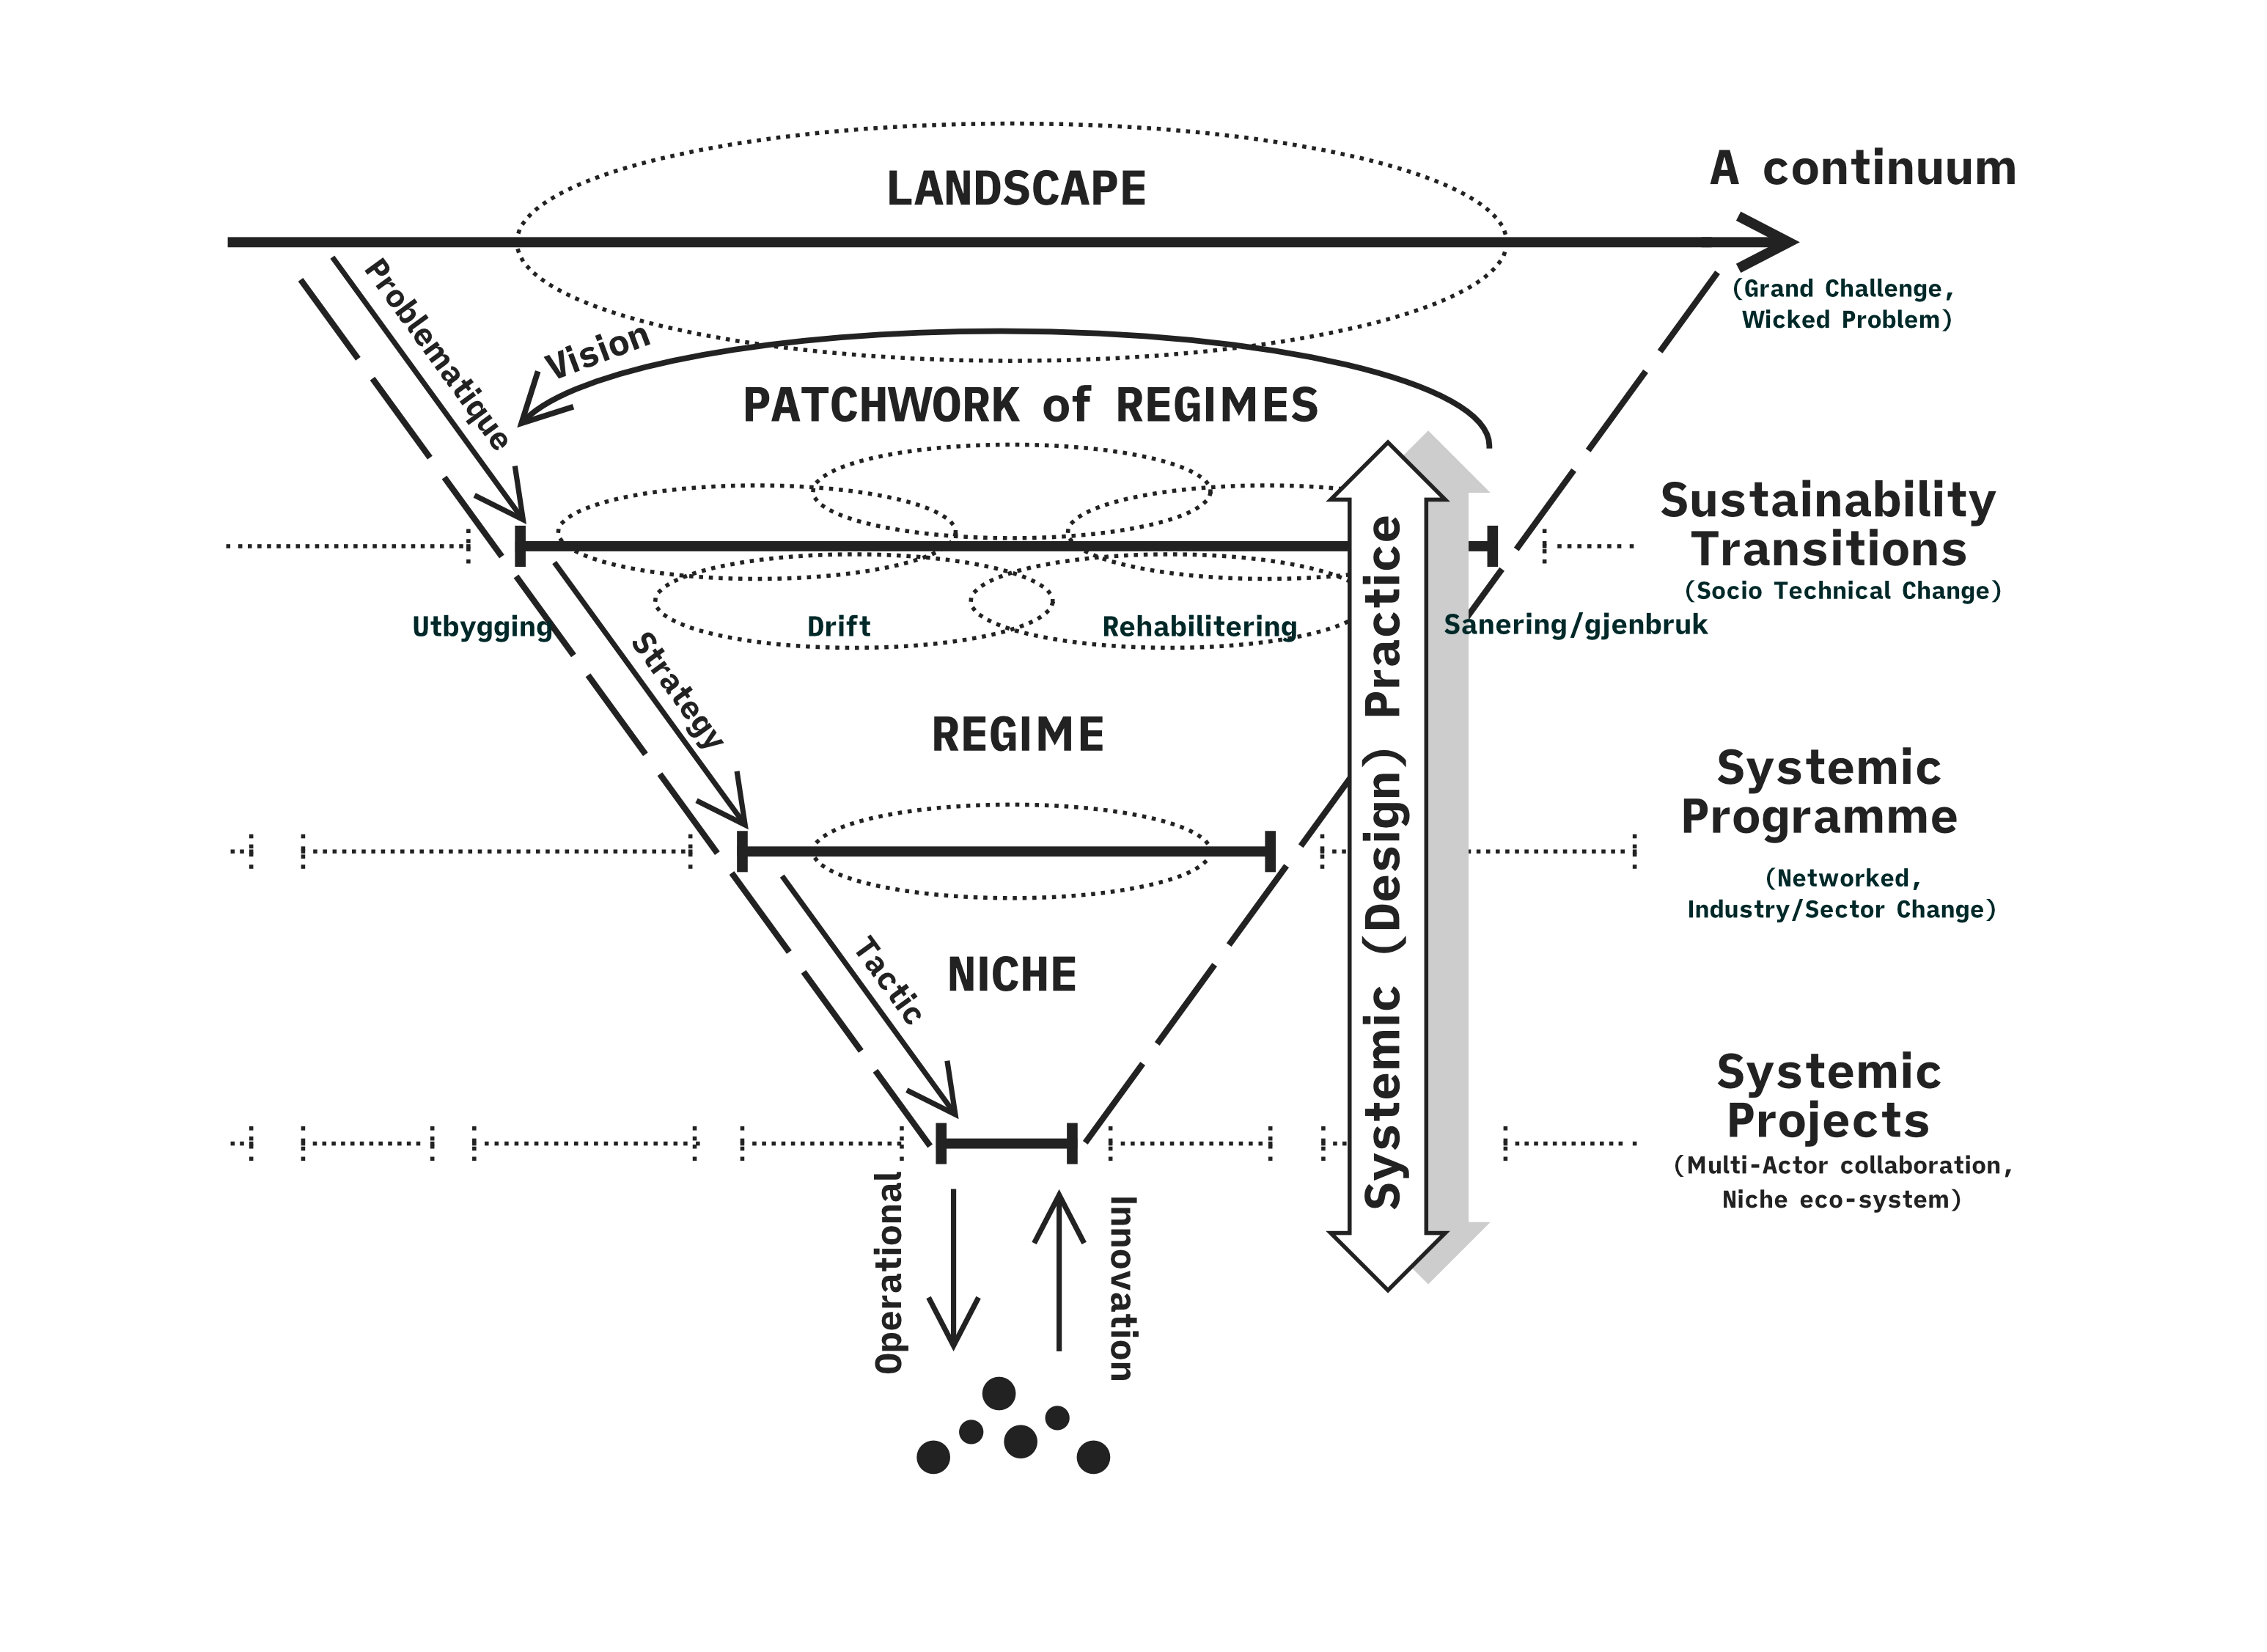 LANDSCAPE
A continuum
(Grand Challenge,
Wicked Problem)
Problematique
Vision
PATCHWORK of REGIMES
Sustainability
Transitions
(Socio Technical Change)
Utbygging
Drift
Rehabilitering
Sanering/gjenbruk
Strategy
REGIME
Systemic (Design) Practice
Systemic
Programme
(Networked,
Industry/Sector Change)
Tactic
NICHE
Systemic
Projects
(Multi-Actor collaboration,
Niche eco-system)
Operational
Innovation